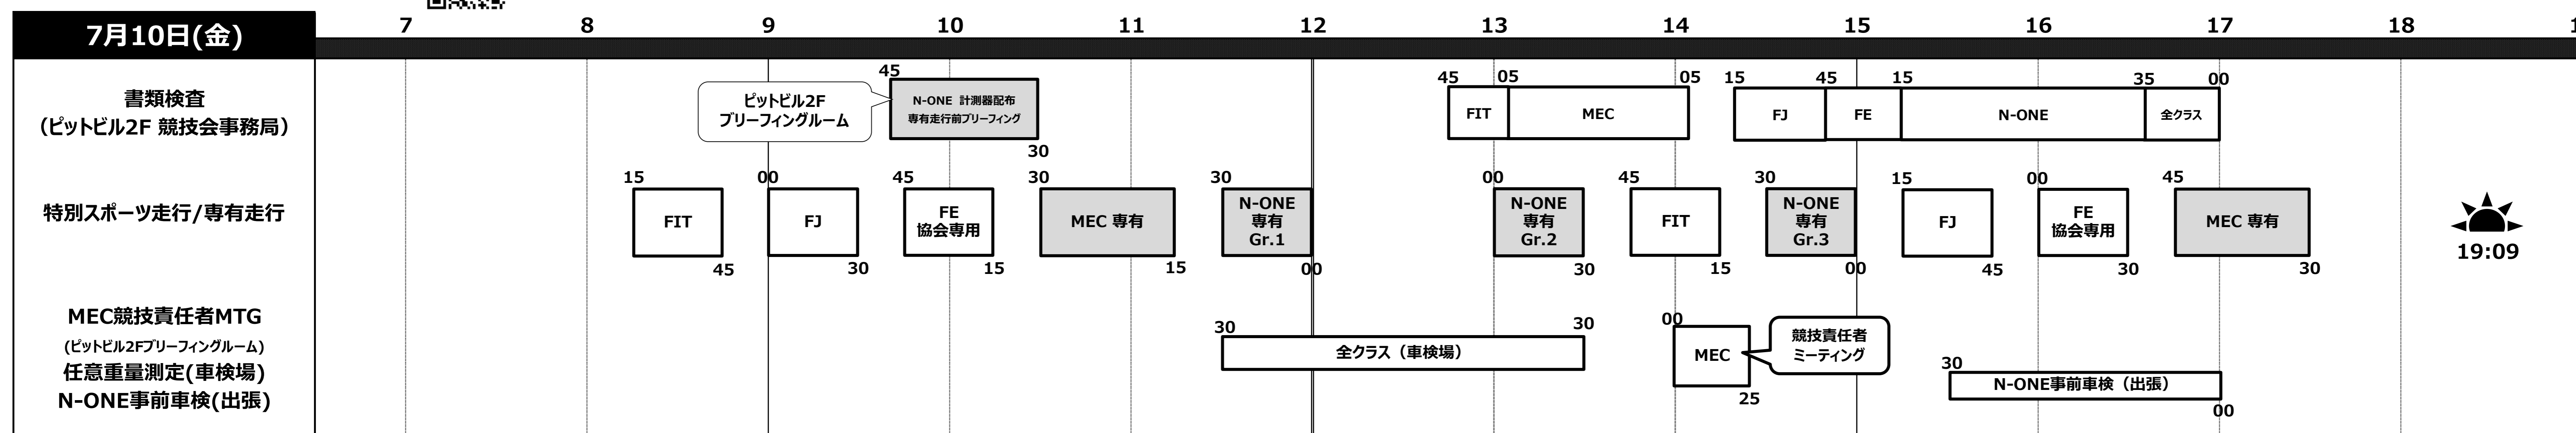 7月10日(金)
7 8 9 10 11 12 13 14 15 16 17 18
書類検査
(ピットビル2F 競技会事務局)
ピットビル2F
ブリーフィングルーム
45
N-ONE 計測器配布
専有走行前ブリーフィング
30
45 05 05 15 45 15 35 00
FIT MEC FJ FE N-ONE 全クラス
特別スポーツ走行/専有走行
15
FIT
45
00
FJ
30
45
FE
協会専用
15
30
MEC 専有
15
30
N-ONE
専有
Gr.1
00
00
N-ONE
専有
Gr.2
30
45
FIT
15
30
N-ONE
専有
Gr.3
00
15
FJ
45
00
FE
協会専用
30
45
MEC 専有
30
19:09
MEC競技責任者MTG
(ピットビル2Fブリーフィングルーム)
任意重量測定(車検場)
N-ONE事前車検(出張)
30 30
全クラス（車検場）
00
MEC
25
競技責任者
ミーティング
30
N-ONE事前車検（出張）
00